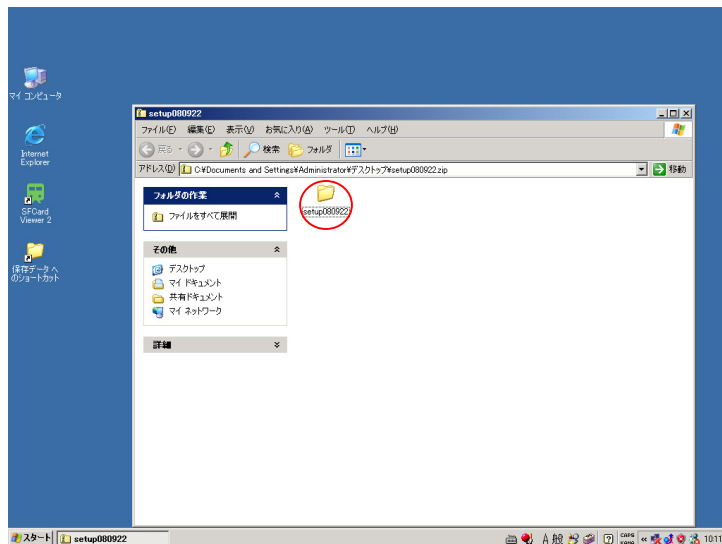 マイ コンピュータ
Internet
Explorer
SFCard
Viewer 2
保存データ へ
のショートカット
setup080922
ファイル(F) 編集(E) 表示(V) お気に入り(A) ツール(T) ヘルプ(H)
戻る 検索 フォルダ
アドレス(D) C:¥Documents and Settings¥Administrator¥デスクトップ¥setup080922.zip 移動
フォルダの作業
ファイルをすべて展開
setup080922
その他
デスクトップ
マイ ドキュメント
共有ドキュメント
マイ ネットワーク
詳細
スタート setup080922 A 般 CAPS 10:11
KANA